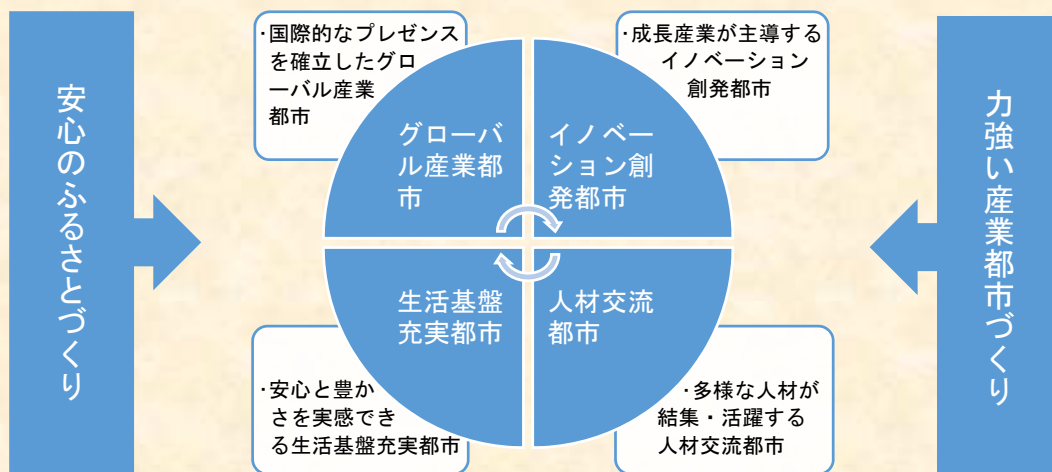 安心のふるさとづくり
・国際的なプレゼンス
を確立したグロ
ーバル産業
都市
・成長産業が主導する
イノベーション
創発都市
グローバ
ル産業都
市
イノベー
ション創
発都市
生活基盤
充実都市
人材交流
都市
・安心と豊か
さを実感でき
る生活基盤充実都市
・多様な人材が
結集・活躍する
人材交流都市
力強い産業都市づくり